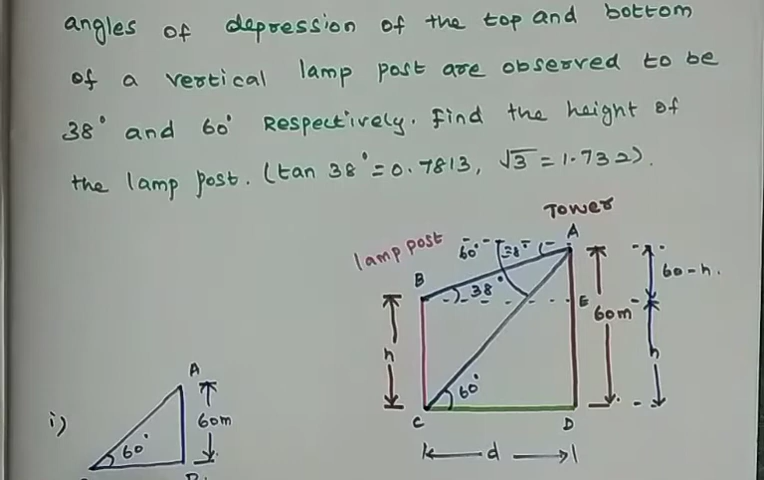 angles of depression of the top and bottom
of a vertical lamp post are observed to be
38° and 60° Respectively. Find the height of
the lamp post. (tan 38° = 0.7813, √3 = 1.732).
Tower
lamp post
60° 38° A
B 38° E 60m 60-h.
h 60° h
C D
d
i) A
60° 60m